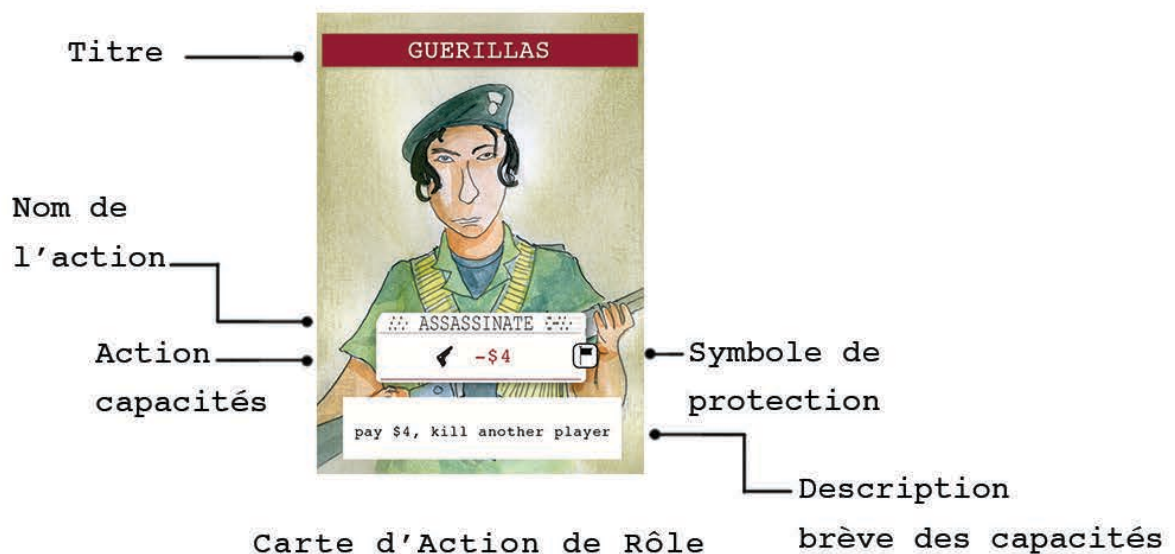 Titre
GUERILLAS
Nom de
l'action
ASSASSINATE
Action
capacités
-$4
Symbole de
protection
pay $4, kill another player
Description
brève des capacités
Carte d'Action de Rôle